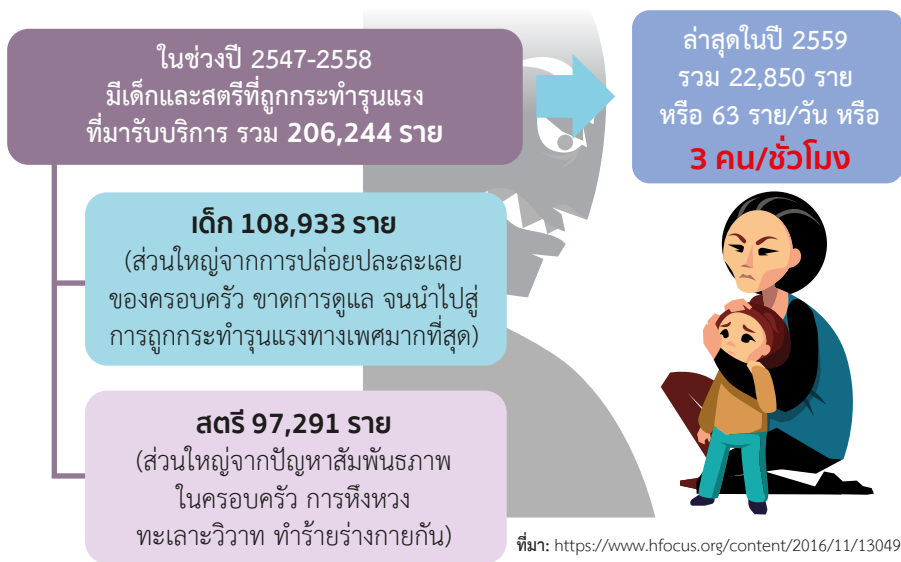 ในช่วงปี 2547-2558
มีเด็กและสตรีที่ถูกกระทำรุนแรง
ที่มารับบริการ รวม 206,244 ราย
ล่าสุดในปี 2559
รวม 22,850 ราย
หรือ 63 ราย/วัน หรือ
3 คน/ชั่วโมง
เด็ก 108,933 ราย
(ส่วนใหญ่จากการปล่อยปละละเลย
ของครอบครัว ขาดการดูแล จนนำไปสู่
การถูกกระทำรุนแรงทางเพศมากที่สุด)
สตรี 97,291 ราย
(ส่วนใหญ่จากปัญหาสัมพันธภาพ
ในครอบครัว การหึงหวง
ทะเลาะวิวาท ทำร้ายร่างกายกัน)
ที่มา: https://www.hfocus.org/content/2016/11/13049